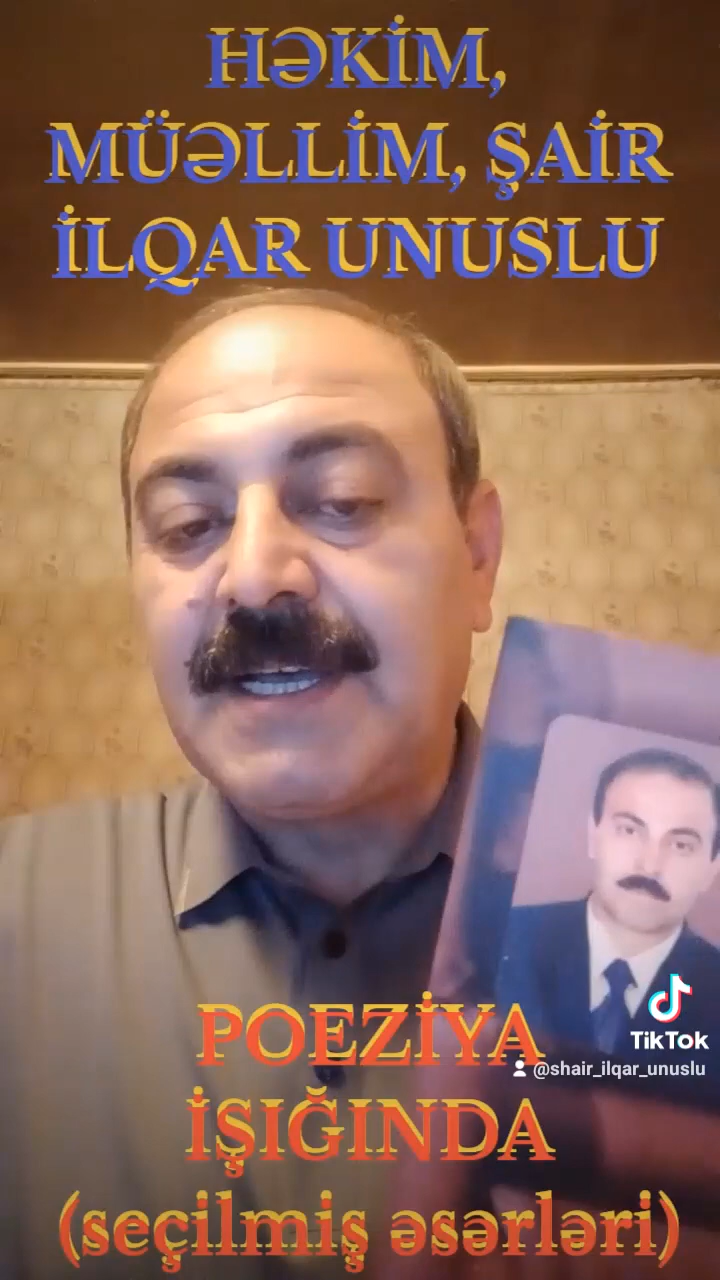 HƏKİM,
MÜƏLLİM, ŞAİR
İLQAR UNUSLU
TikTok
@shair_ilqar_unuslu
POEZİYA
İŞIĞINDA
(seçilmiş əsərləri)